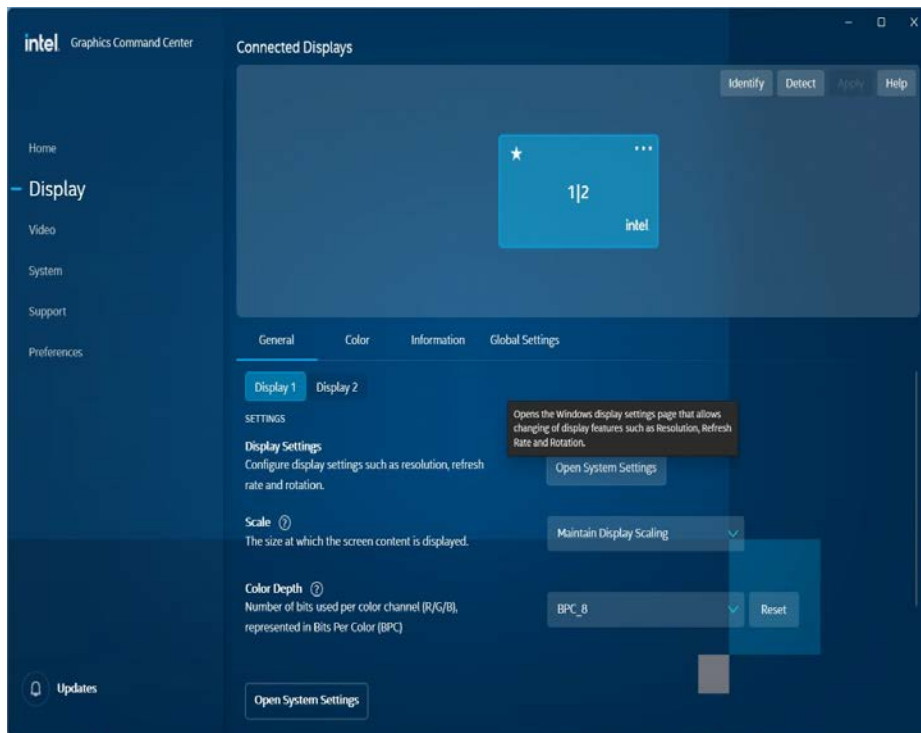 intel. Graphics Command Center
Connected Displays
Identify Detect Apply Help
1|2
intel
Home
Display
Video
System
Support
Preferences
General Color Information Global Settings
Display 1 Display 2
SETTINGS
Opens the Windows display settings page that allows
changing of display features such as Resolution, Refresh
Rate and Rotation.
Display Settings
Configure display settings such as resolution, refresh
rate and rotation.
Open System Settings
Scale ?
The size at which the screen content is displayed.
Maintain Display Scaling
Color Depth ?
Number of bits used per color channel (R/G/B),
represented in Bits Per Color (BPC)
BPC_8
Reset
Updates
Open System Settings